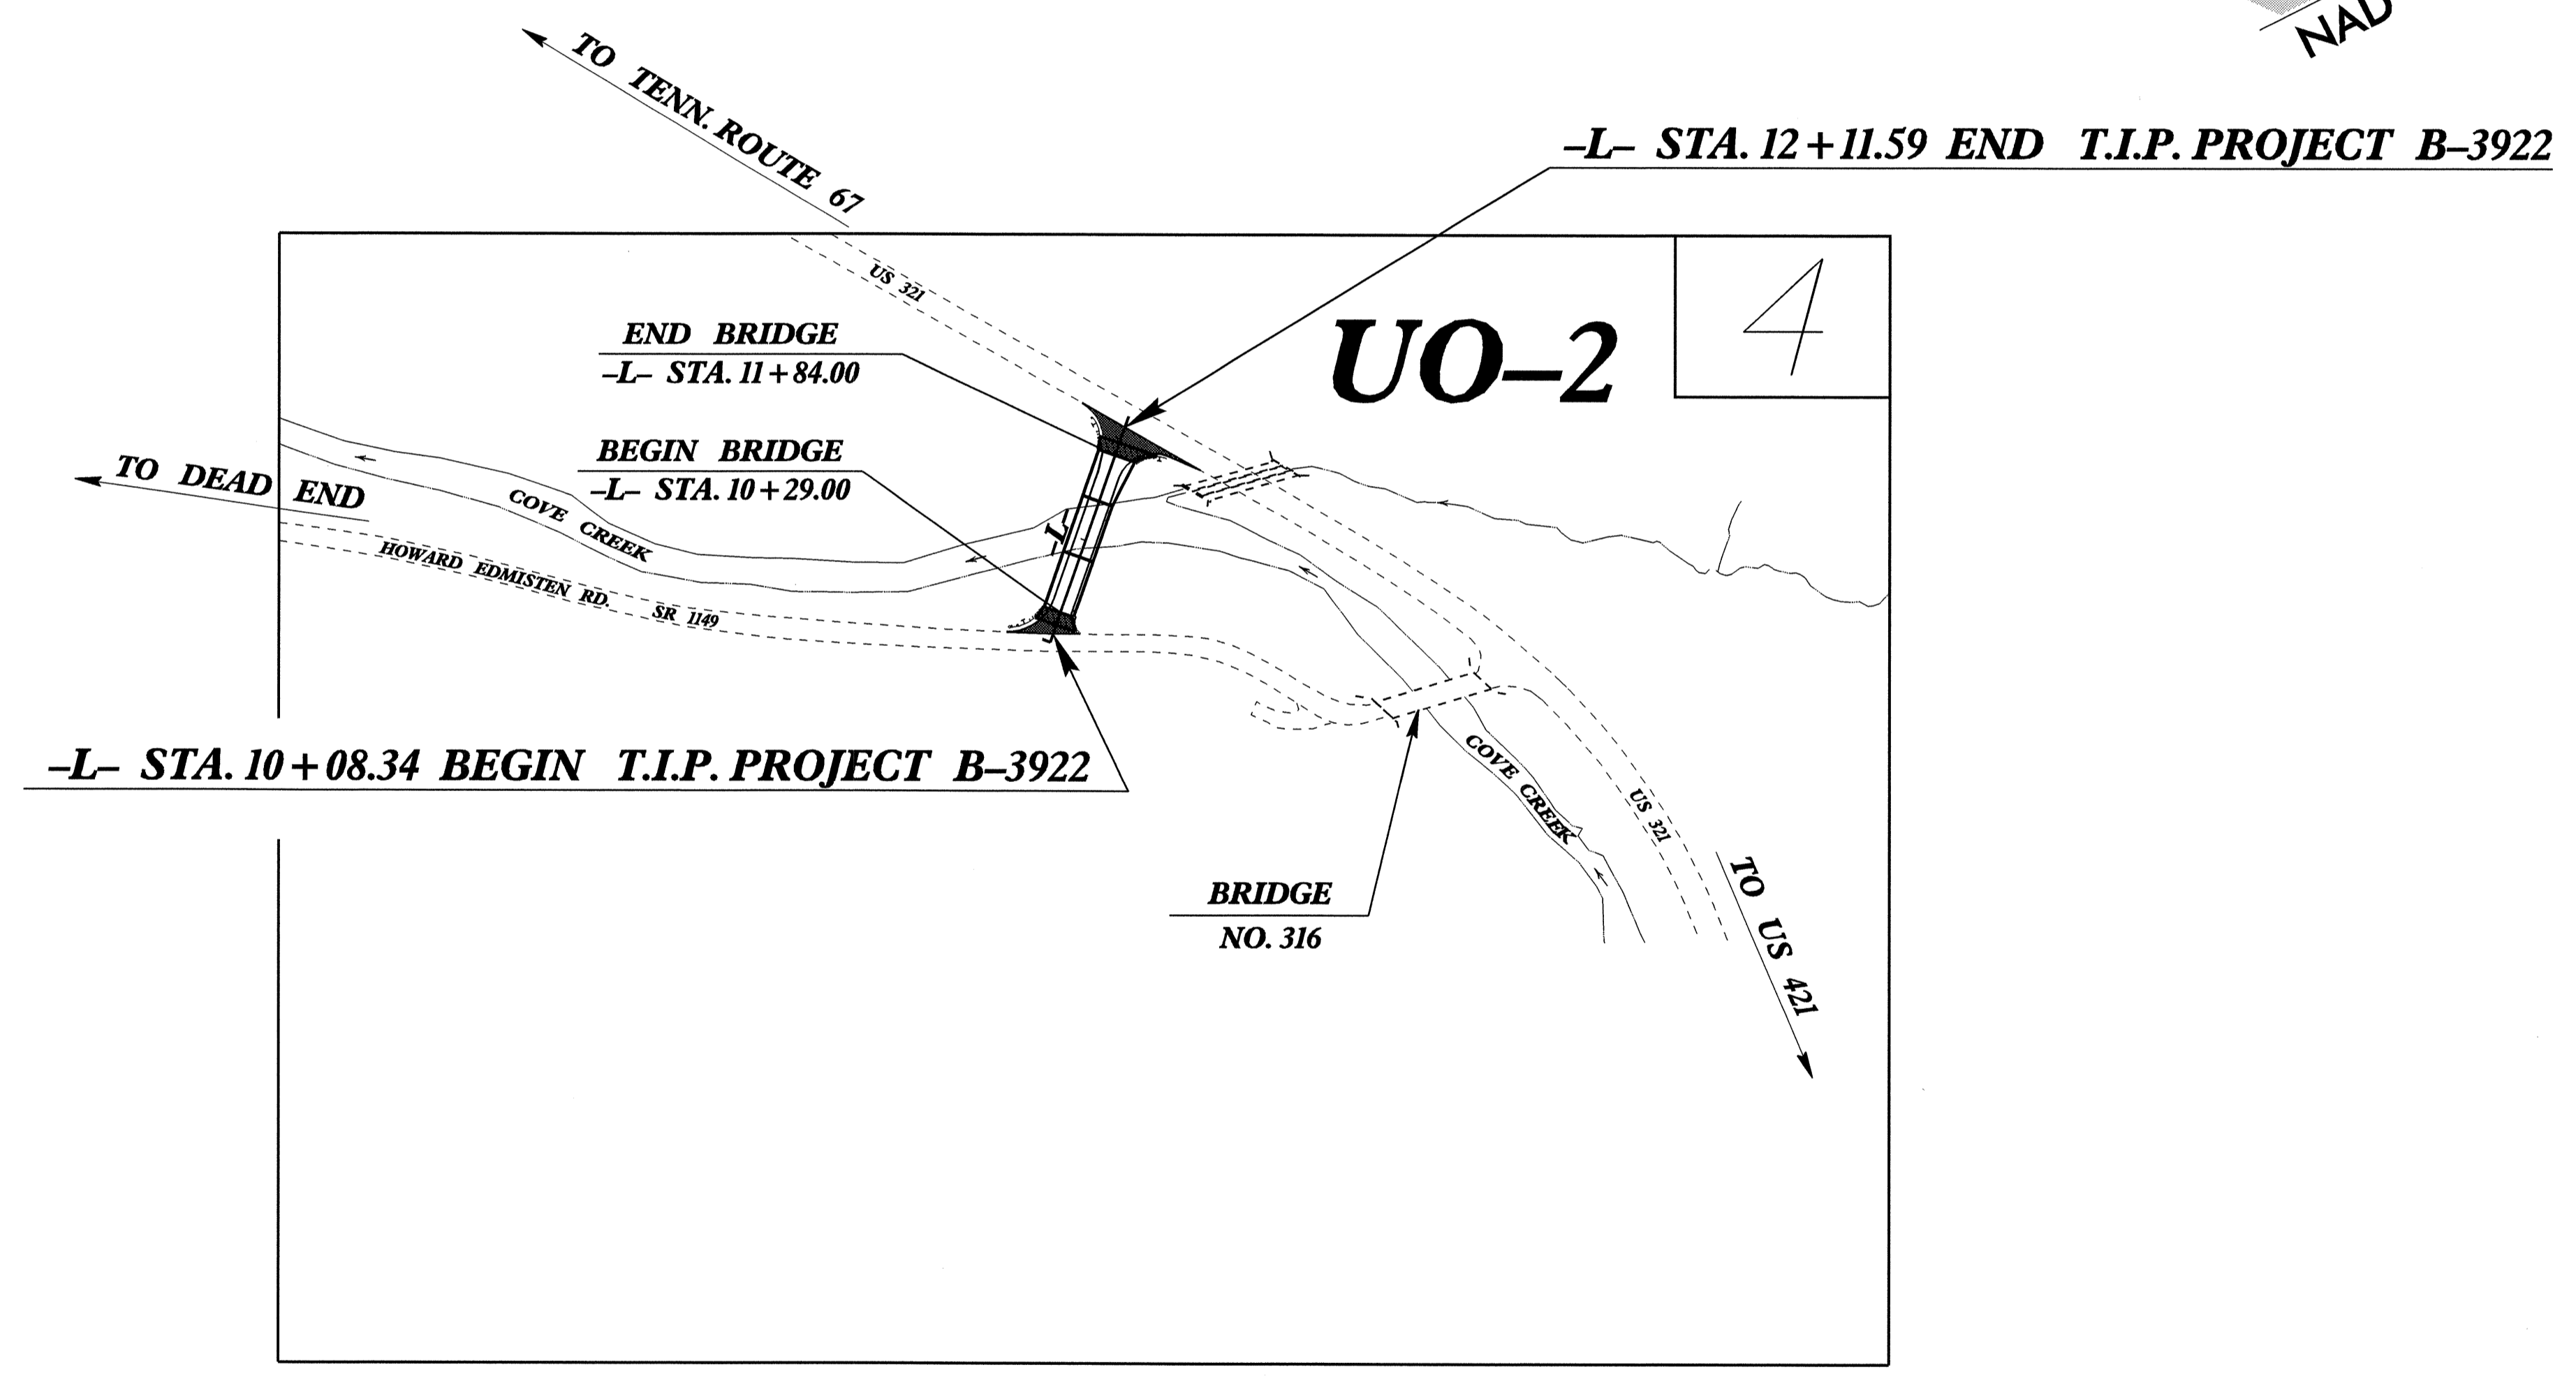 NAD
TO TENN. ROUTE 67
–L– STA. 12+11.59 END T.I.P. PROJECT B–3922
US 321
4
UO–2
END BRIDGE
–L– STA. 11+84.00
BEGIN BRIDGE
–L– STA. 10+29.00
TO DEAD END
COVE CREEK
–L–
HOWARD EDMISTEN RD.
SR 1149
–L– STA. 10+08.34 BEGIN T.I.P. PROJECT B–3922
COVE CREEK
US 321
BRIDGE
NO. 316
TO US 421